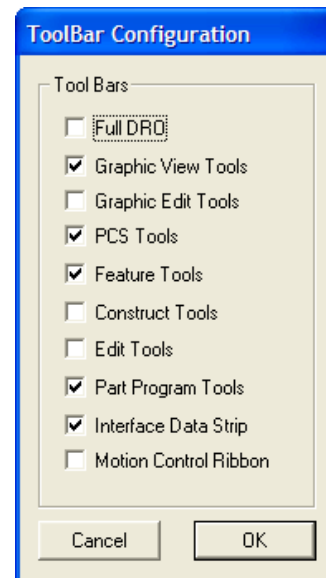 ToolBar Configuration
Tool Bars
Full DRO
Graphic View Tools
Graphic Edit Tools
PCS Tools
Feature Tools
Construct Tools
Edit Tools
Part Program Tools
Interface Data Strip
Motion Control Ribbon
Cancel OK